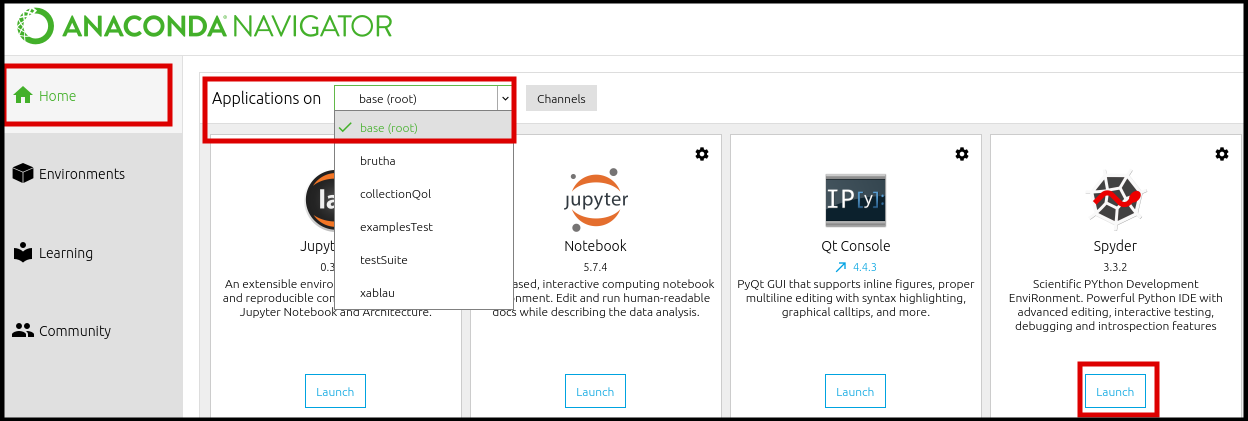 ANACONDA NAVIGATOR
Home
Environments
Learning
Community
Applications on
base (root)
Channels
base (root)
brutha
collectionQol
examplesTest
testSuite
xablau
Jupyt
0.3
An extensible enviro
and reproducible co
Jupyter Notebook and Architecture.
Launch
jupyter
Notebook
5.7.4
ased, interactive computing notebook
onment. Edit and run human-readable
docs while describing the data analysis.
Launch
IP[y]:
Qt Console
4.4.3
PyQt GUI that supports inline figures, proper
multiline editing with syntax highlighting,
graphical calltips, and more.
Launch
Spyder
3.3.2
Scientific PYthon Development
EnviRonment. Powerful Python IDE with
advanced editing, interactive testing,
debugging and introspection features
Launch